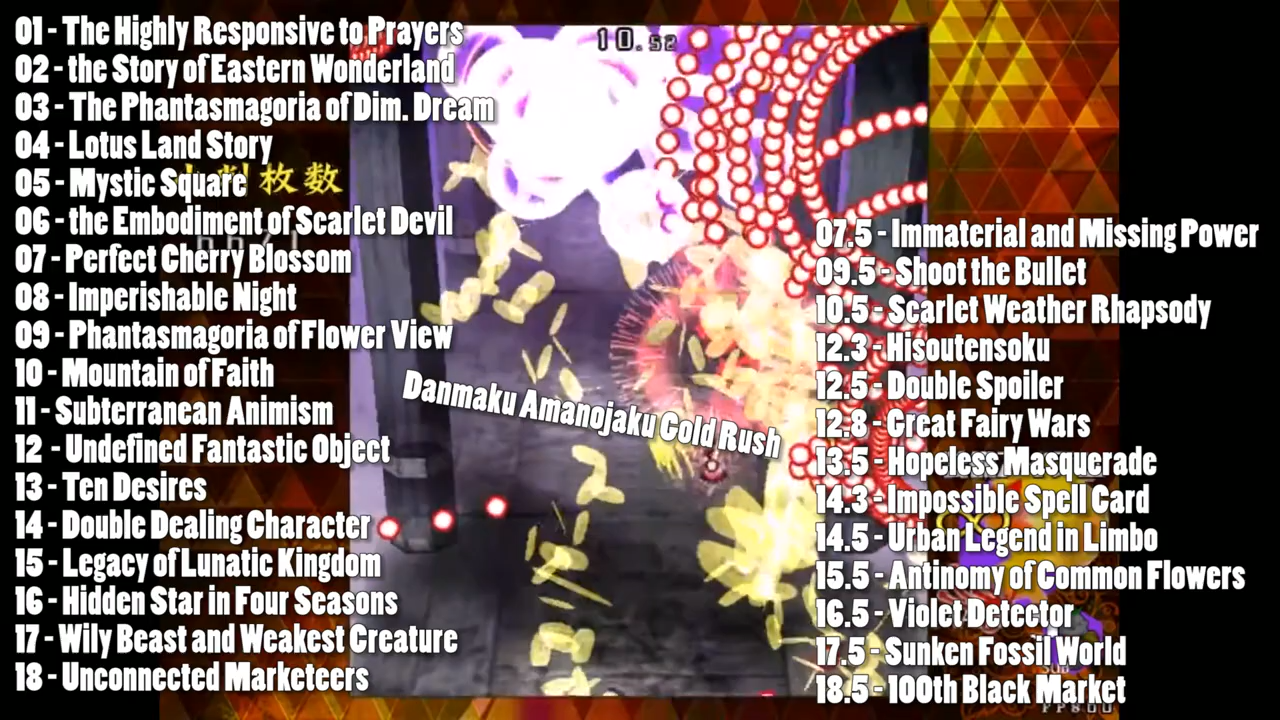 01 - The Highly Responsive to Prayers
02 - the Story of Eastern Wonderland
03 - The Phantasmagoria of Dim. Dream
04 - Lotus Land Story
05 - Mystic Square
06 - the Embodiment of Scarlet Devil
07 - Perfect Cherry Blossom
08 - Imperishable Night
09 - Phantasmagoria of Flower View
10 - Mountain of Faith
11 - Subterranean Animism
12 - Undefined Fantastic Object
13 - Ten Desires
14 - Double Dealing Character
15 - Legacy of Lunatic Kingdom
16 - Hidden Star in Four Seasons
17 - Wily Beast and Weakest Creature
18 - Unconnected Marketeers
10.52
枚数
Danmaku Amanojaku Gold Rush
07.5 - Immaterial and Missing Power
09.5 - Shoot the Bullet
10.5 - Scarlet Weather Rhapsody
12.3 - Hisoutensoku
12.5 - Double Spoiler
12.8 - Great Fairy Wars
13.5 - Hopeless Masquerade
14.3 - Impossible Spell Card
14.5 - Urban Legend in Limbo
15.5 - Antinomy of Common Flowers
16.5 - Violet Detector
17.5 - Sunken Fossil World
18.5 - 100th Black Market